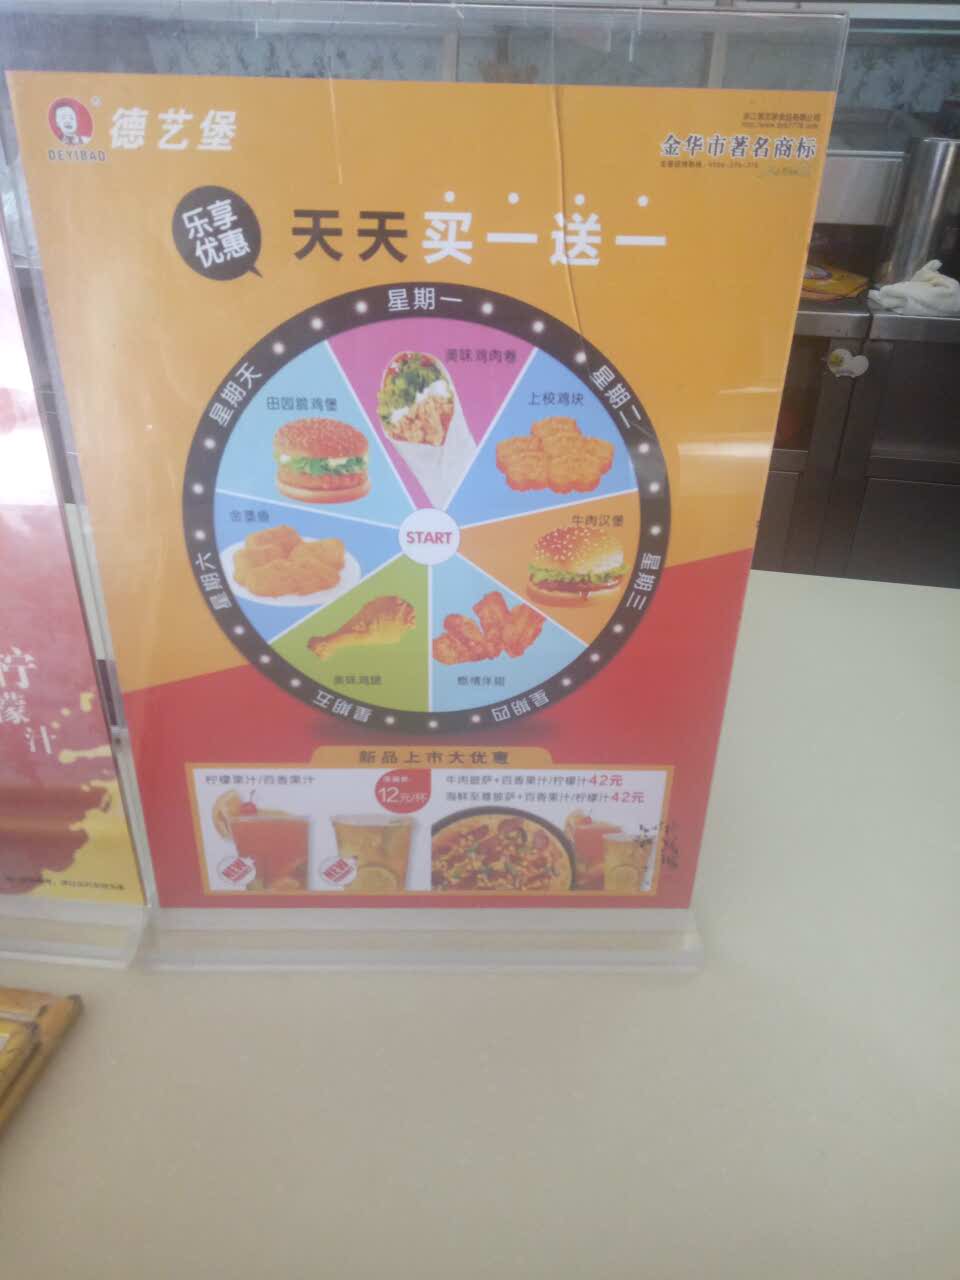 德艺堡
DEYIBAO
金华市著名商标
乐享
优惠
天天买一送一
星期一
美味鸡肉卷
星期二
上校鸡块
星期三
牛肉汉堡
星期四
星期五
美味鸡腿
星期六
星期天
田园脆鸡堡
START
新品上市大优惠
柠檬果汁/百香果汁
12元/杯
牛肉披萨+百香果汁/柠檬汁42元
海鲜至尊披萨+百香果汁/柠檬汁42元
NEW
NEW
柠
檬
汁